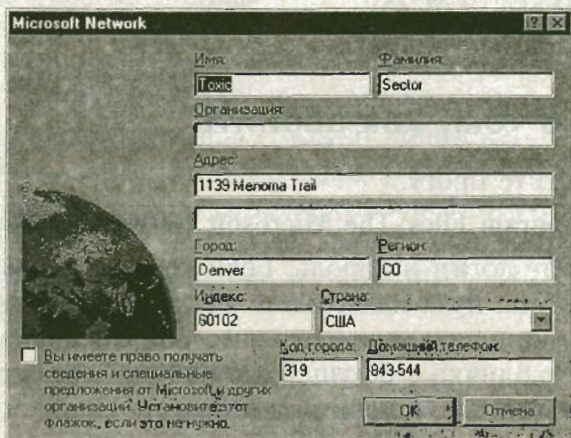 Microsoft Network
Имя: Фамилия:
Toxic Sector
Организация:
Адрес:
1139 Menoma Trail
Город: Регион:
Denver CO
Индекс: Страна:
60102 США
Код города: Домашний телефон:
319 843-544
Вы имеете право получать
сведения и специальные
предложения от Microsoft и других
организаций. Установите этот
флажок, если это не нужно.
OK Отмена